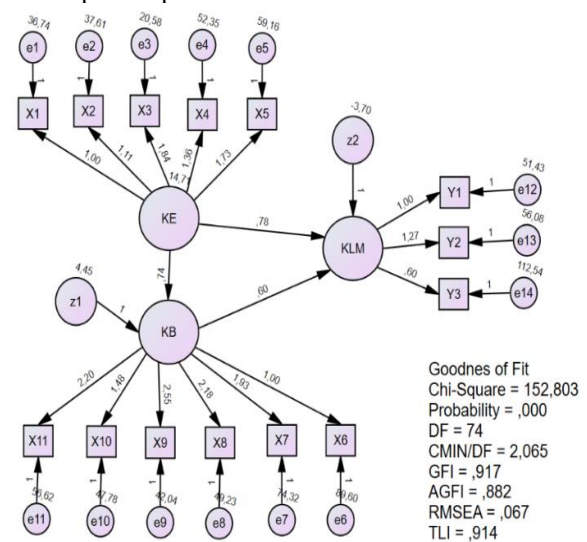 36,74 37,61 20,58 52,35 59,16
e1 e2 e3 e4 e5
1 1 1 1 1
X1 X2 X3 X4 X5
1,00 1,11 1,84 1,36 1,73
14,71
KE
-3,70
z2
1
,78
KLM
1,00 Y1 1 e12 51,43
1,27 Y2 1 e13 56,08
,60 Y3 1 e14 112,54
,74
,60
4,45
z1
1
KB
2,20 1,48 2,55 2,18 1,93 1,00
X11 X10 X9 X8 X7 X6
1 1 1 1 1 1
47,78 49,23 74,32
e11 e10 e9 e8 e7 e6
Goodnes of Fit
Chi-Square = 152,803
Probability = ,000
DF = 74
CMIN/DF = 2,065
GFI = ,917
AGFI = ,882
RMSEA = ,067
TLI = ,914